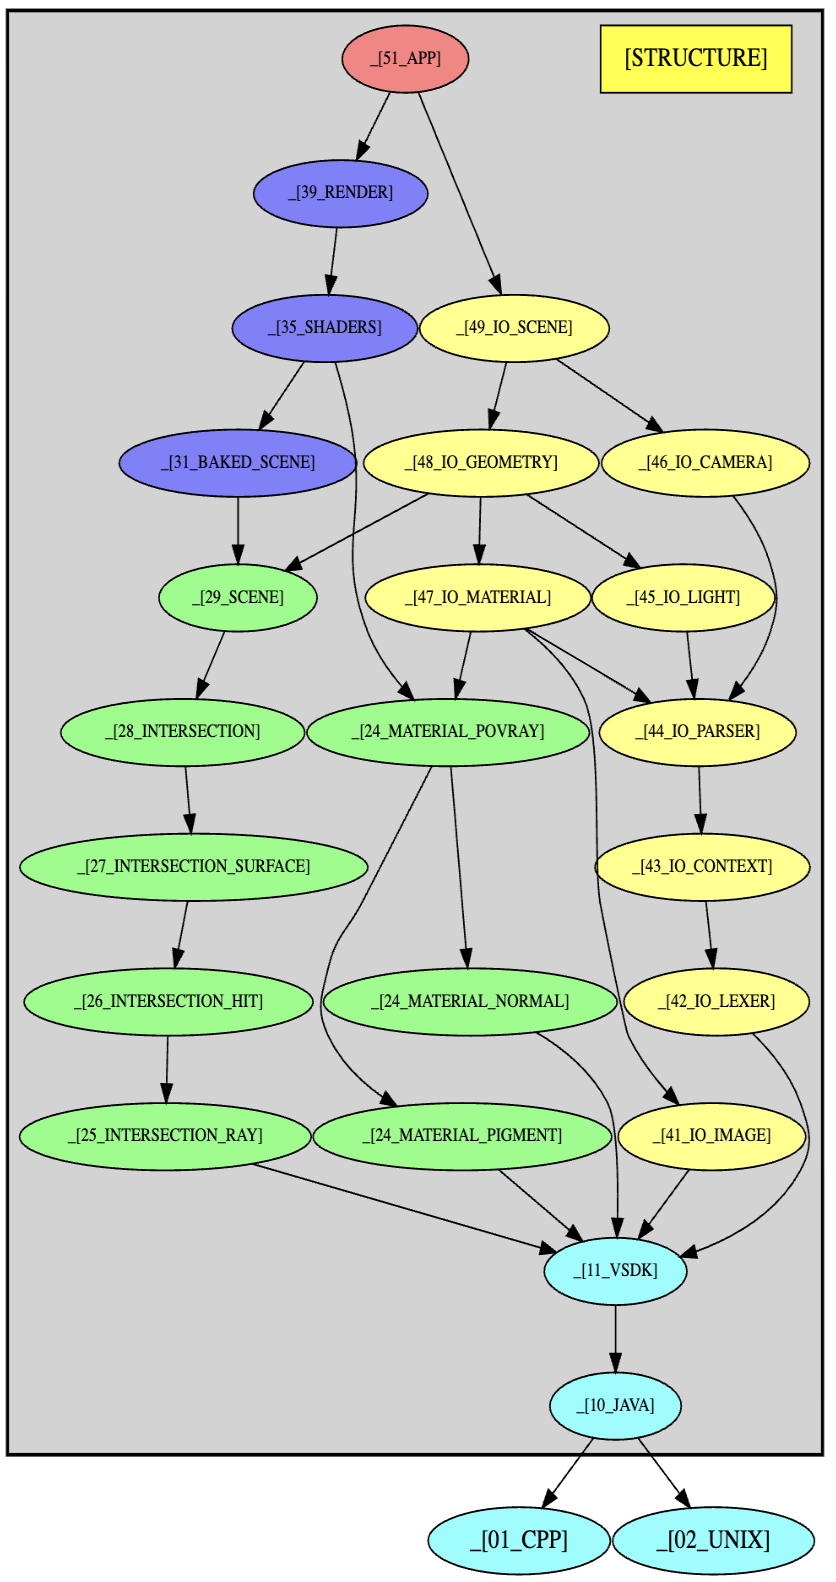 _[51_APP]
[STRUCTURE]
_[39_RENDER]
_[35_SHADERS]
_[49_IO_SCENE]
_[31_BAKED_SCENE]
_[48_IO_GEOMETRY]
_[46_IO_CAMERA]
_[29_SCENE]
_[47_IO_MATERIAL]
_[45_IO_LIGHT]
_[28_INTERSECTION]
_[24_MATERIAL_POVRAY]
_[44_IO_PARSER]
_[27_INTERSECTION_SURFACE]
_[43_IO_CONTEXT]
_[26_INTERSECTION_HIT]
_[24_MATERIAL_NORMAL]
_[42_IO_LEXER]
_[25_INTERSECTION_RAY]
_[24_MATERIAL_PIGMENT]
_[41_IO_IMAGE]
_[11_VSDK]
_[10_JAVA]
_[01_CPP]
_[02_UNIX]